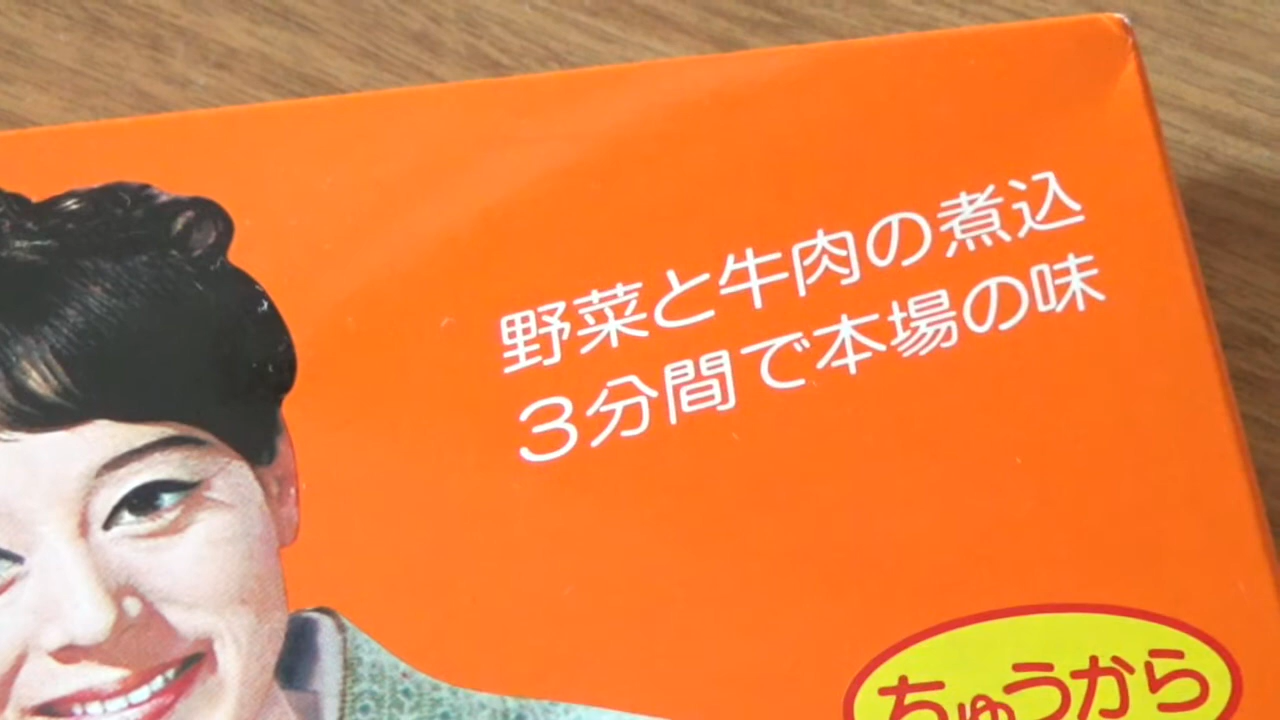 野菜と牛肉の煮込
3分間で本場の味
ちゅうから